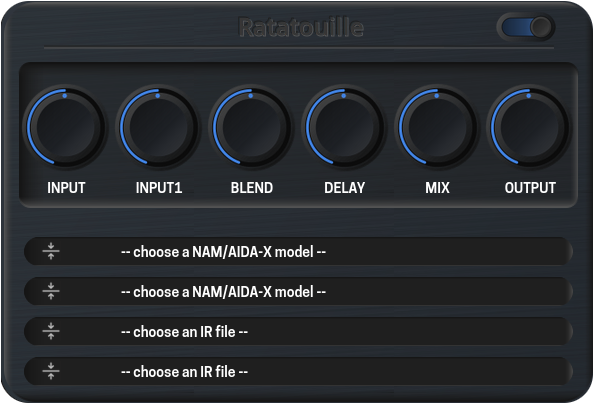 Ratatouille
INPUT INPUT1 BLEND DELAY MIX OUTPUT
-- choose a NAM/AIDA-X model --
-- choose a NAM/AIDA-X model --
-- choose an IR file --
-- choose an IR file --